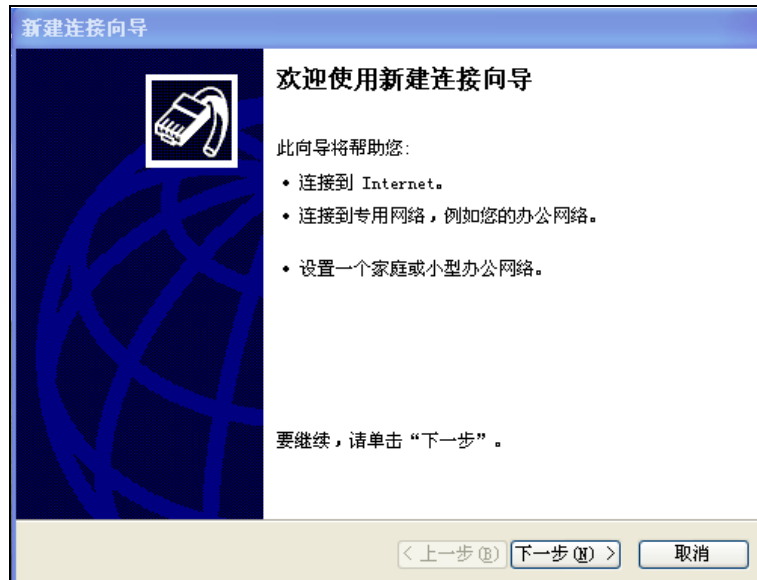 新建连接向导
欢迎使用新建连接向导
此向导将帮助您:
• 连接到 Internet。
• 连接到专用网络，例如您的办公网络。
• 设置一个家庭或小型办公网络。
要继续，请单击“下一步”。
< 上一步(B) 下一步(N) > 取消